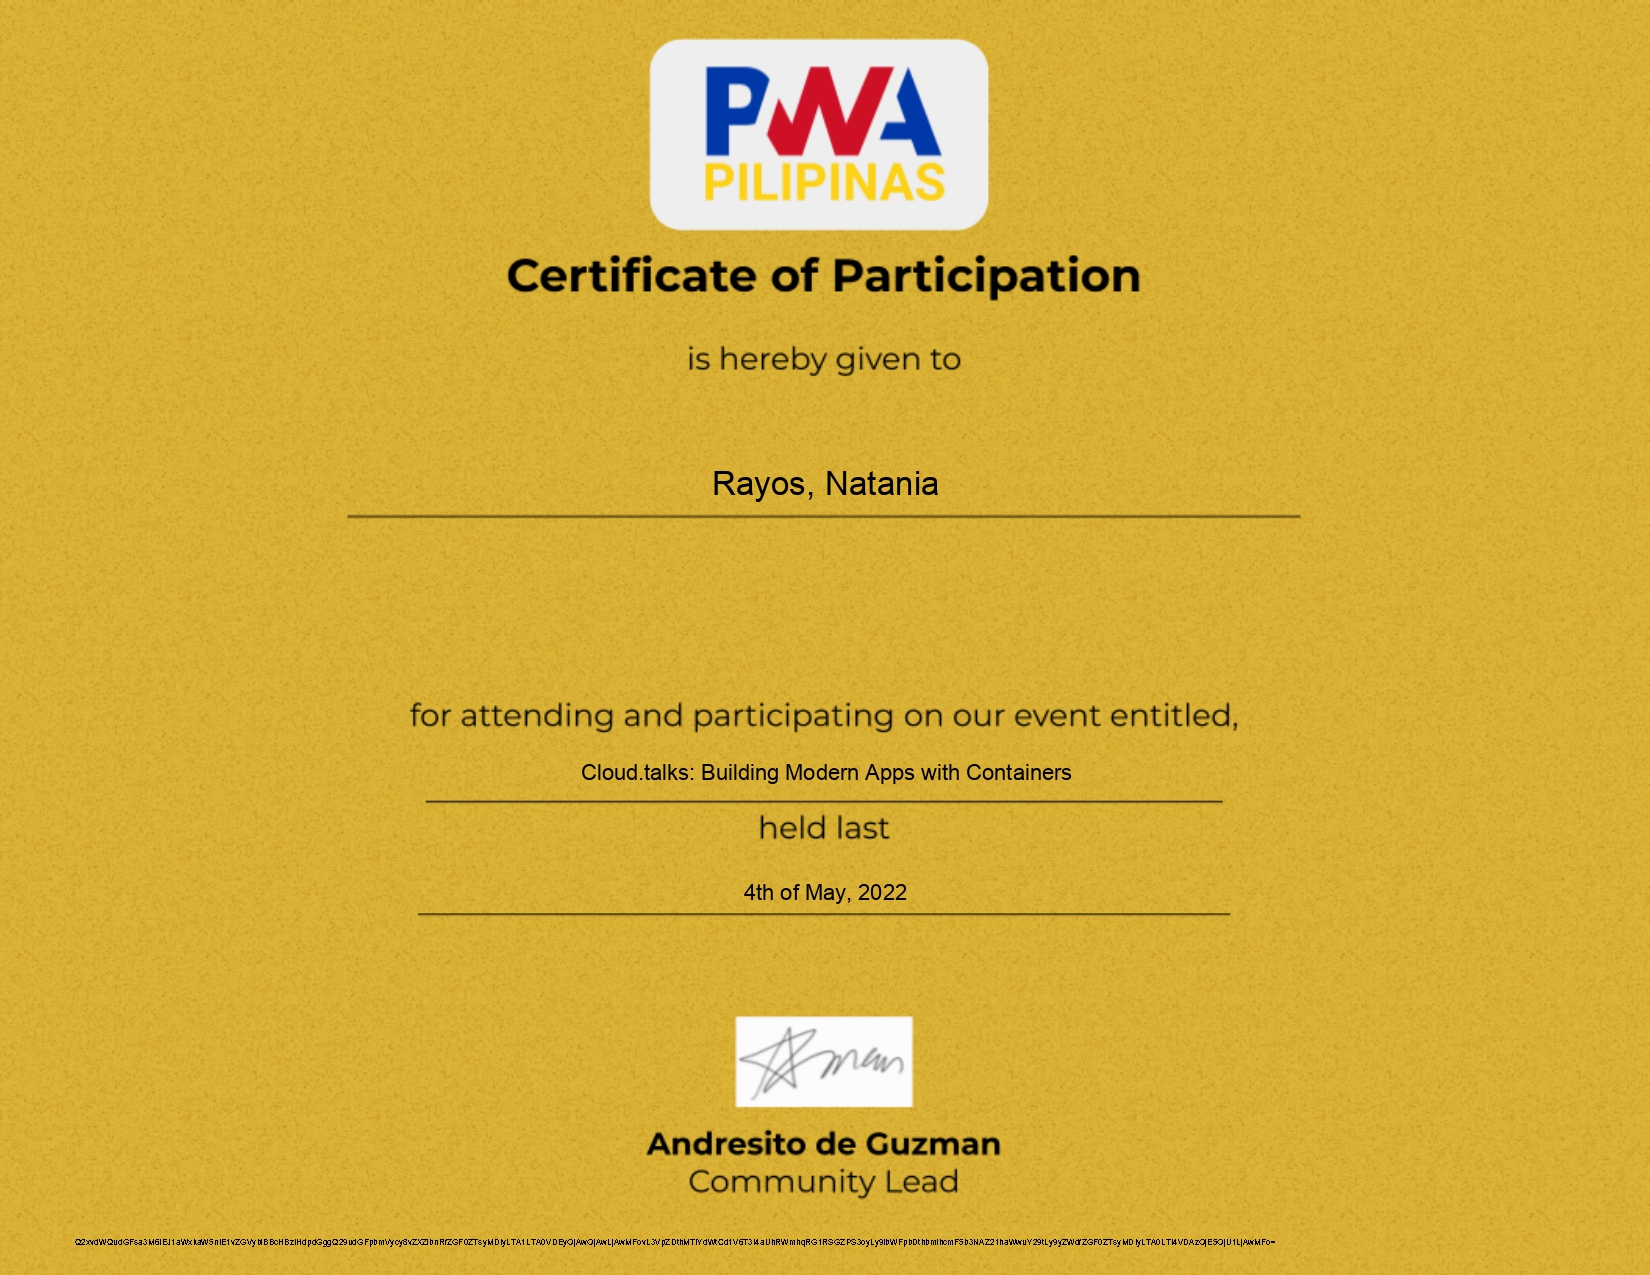 PWA
PILIPINAS
Certificate of Participation
is hereby given to
Rayos, Natania
for attending and participating on our event entitled,
Cloud.talks: Building Modern Apps with Containers
held last
4th of May, 2022
Andresito de Guzman
Community Lead